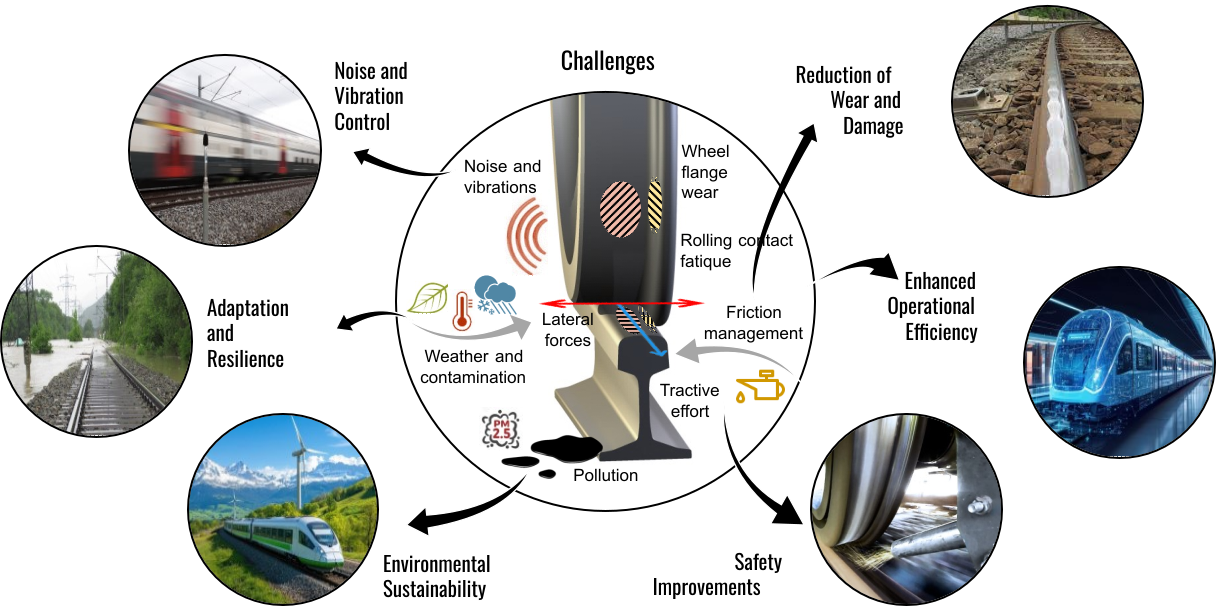 Challenges
Noise and
Vibration
Control
Reduction of
Wear and
Damage
Noise and
vibrations
Wheel
flange
wear
Rolling contact
fatique
Adaptation
and
Resilience
Enhanced
Operational
Efficiency
Lateral
forces
Friction
management
Weather and
contamination
Tractive
effort
PM
2.5
Pollution
Environmental
Sustainability
Safety
Improvements